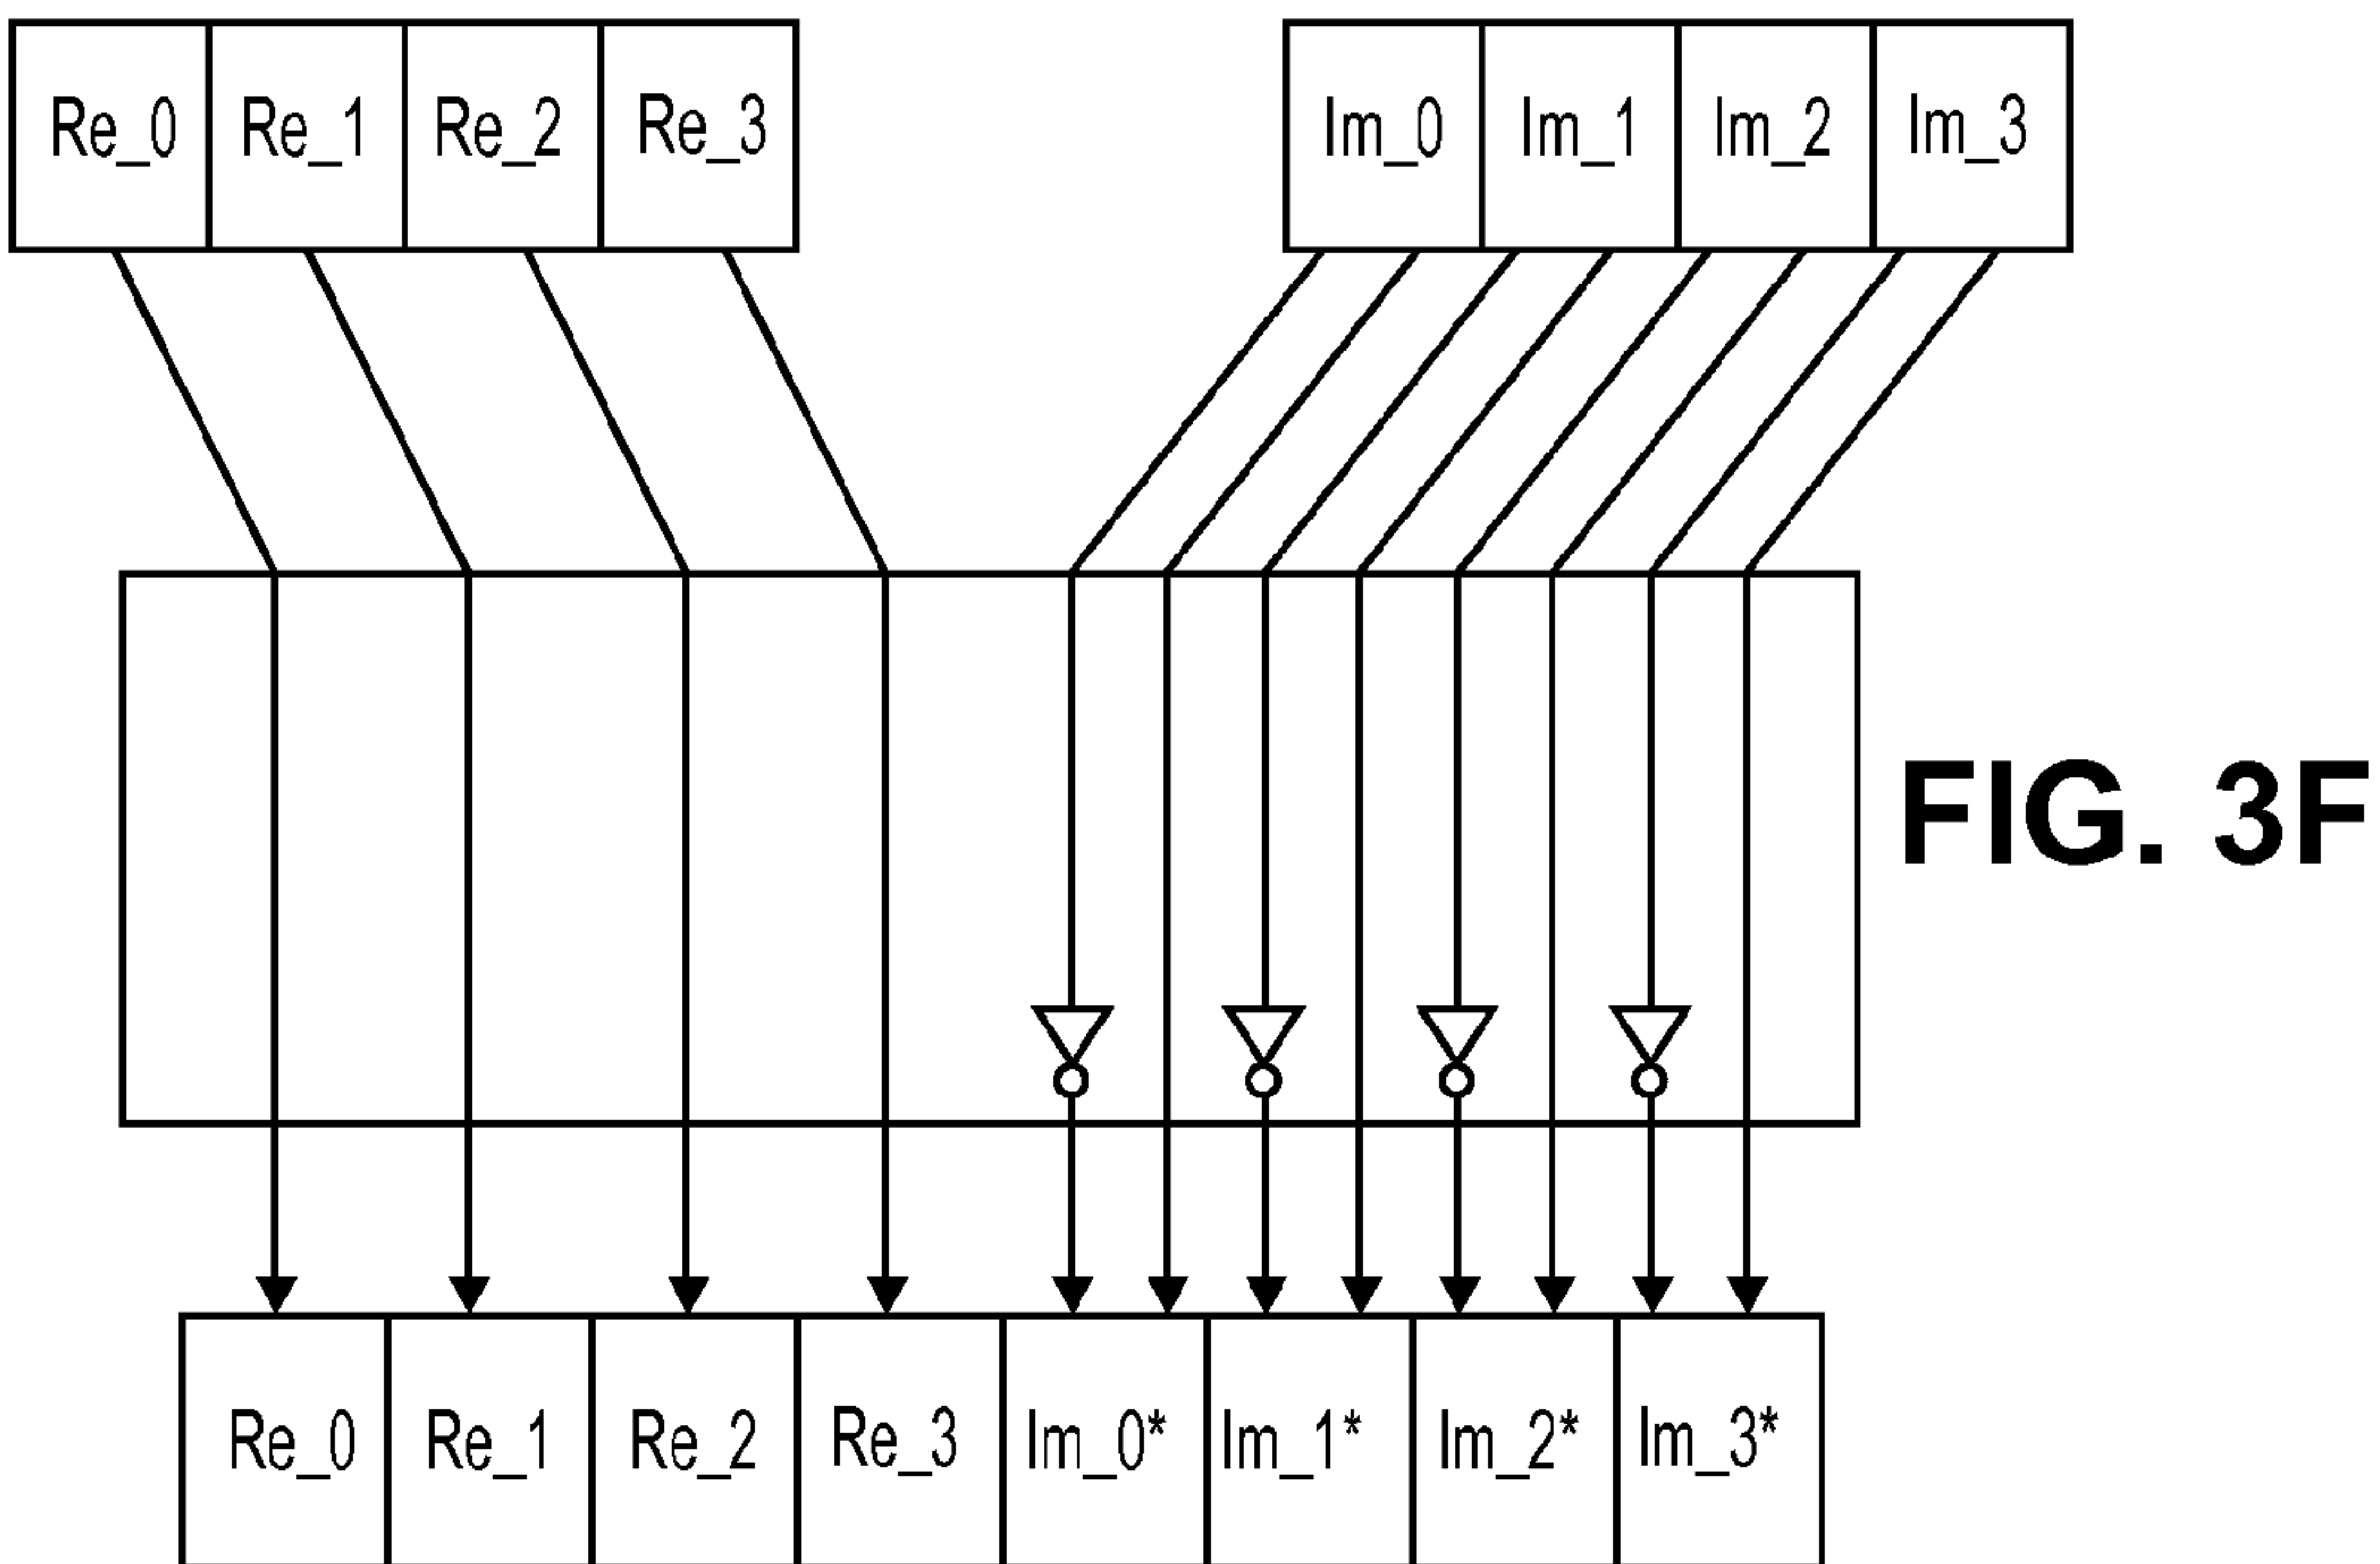 Re_0 Re_1 Re_2 Re_3 Im_0 Im_1 Im_2 Im_3
FIG. 3F
Re_0 Re_1 Re_2 Re_3 Im_0* Im_1* Im_2* Im_3*